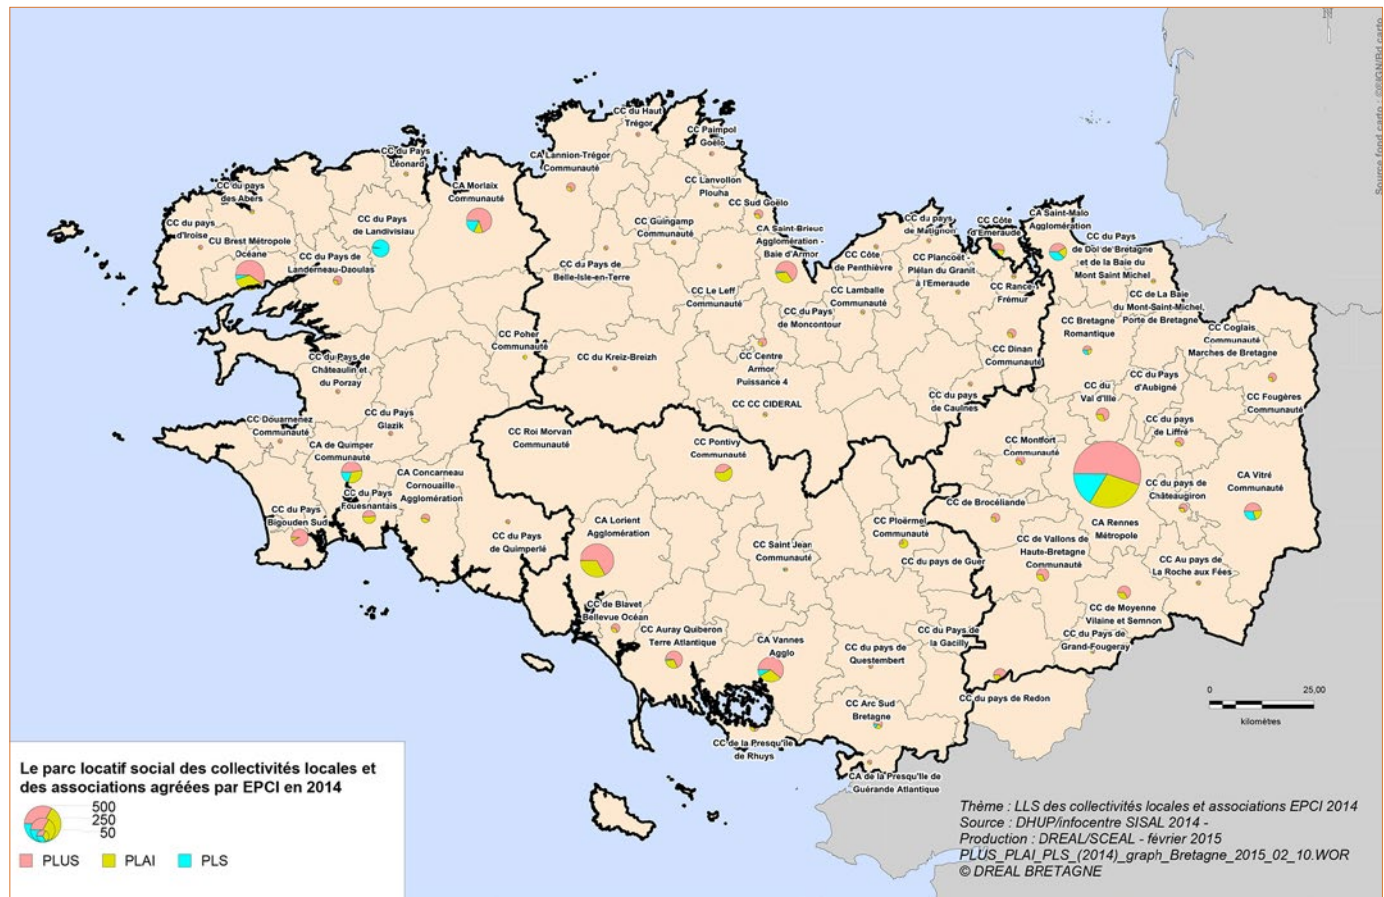 Source fond carto : ©®IGN/Bd carto
CC du Haut
Trégor
CC Paimpol
Goëlo
CC du Pays
Léonard
CA Lannion-Trégor
Communauté
CA Morlaix
Communauté
CC du pays
des Abers
CC Lanvollon
Plouha
CC Sud Goëlo
CC du pays
d'Iroise
CC du Pays
de Landivisiau
CC Guingamp
Communauté
CA Saint-Brieuc
Agglomération -
Baie d'Armor
CC du pays
de Matignon
CC Côte
d'Emeraude
CA Saint-Malo
Agglomération
CU Brest Métropole
Océane
CC du Pays de
Landerneau-Daoulas
CC du Pays de
Belle-Isle-en-Terre
CC Côte
de Penthièvre
CC Plancoët -
Plélan du Granit
à l'Emeraude
CC du Pays
de Dol de Bretagne
et de la Baie du
Mont Saint Michel
CC Le Leff
Communauté
CC Lamballe
Communauté
CC Rance-
Frémur
CC de La Baie
du Mont-Saint-Michel,
Porte de Bretagne
CC du Pays
de Moncontour
CC Bretagne
Romantique
CC Coglais
Communauté
Marches de Bretagne
CC Poher
Communauté
CC du Kreiz-Breizh
CC Centre
Armor
Puissance 4
CC Dinan
Communauté
CC du Pays de
Châteaulin et
du Porzay
CC du Pays
d'Aubigné
CC du
Val d'Ille
CC du pays
de Caulnes
CC Fougères
Communauté
CC CC CIDERAL
CC Douarnenez
Communauté
CC du Pays
Glazik
CC du pays
de Liffré
CC Roi Morvan
Communauté
CC Pontivy
Communauté
CC Montfort
Communauté
CA de Quimper
Communauté
CA Concarneau
Cornouaille
Agglomération
CA Vitré
Communauté
CC du pays de
Châteaugiron
CC du Pays
Fouesnantais
CC de Brocéliande
CC du Pays
Bigouden Sud
CA Lorient
Agglomération
CC Ploërmel
Communauté
CA Rennes
Métropole
CC du Pays
de Quimperlé
CC Saint Jean
Communauté
CC de Vallons de
Haute-Bretagne
Communauté
CC du pays de Guer
CC Au pays de
La Roche aux Fées
CC de Blavet
Bellevue Océan
CC de Moyenne
Vilaine et Semnon
CC Auray Quiberon
Terre Atlantique
CA Vannes
Agglo
CC du Pays de
la Gacilly
CC du Pays de
Grand-Fougeray
CC du pays de
Questembert
CC du pays de Redon
CC Arc Sud
Bretagne
CC de la Presqu'île
de Rhuys
CA de la Presqu'île de
Guérande Atlantique
0 25,00
kilomètres
Le parc locatif social des collectivités locales et
des associations agréées par EPCI en 2014
500
250
50
PLUS PLAI PLS
Thème : LLS des collectivités locales et associations EPCI 2014
Source : DHUP/infocentre SISAL 2014 -
Production : DREAL/SCEAL - février 2015
PLUS_PLAI_PLS_(2014)_graph_Bretagne_2015_02_10.WOR
© DREAL BRETAGNE